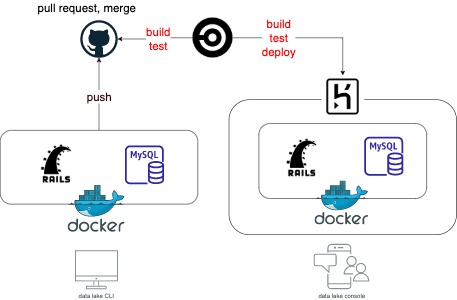 pull request, merge
build
test
build
test
deploy
push
RAILS
MySQL
docker
RAILS
MySQL
docker
data lake CLI
data lake console